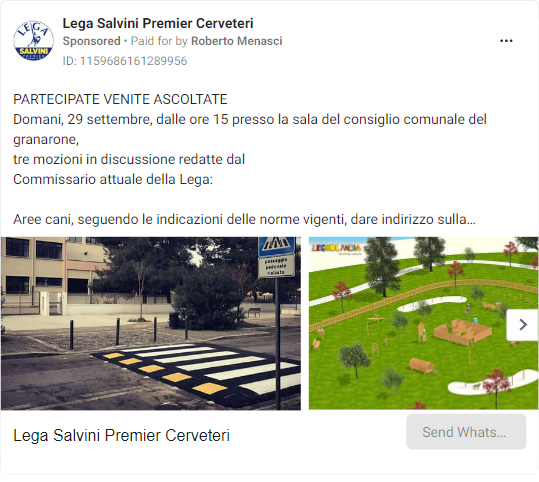 Lega Salvini Premier Cerveteri
Sponsored • Paid for by Roberto Menasci
ID: 1159686161289956
LEGA
SALVINI
PARTECIPATE VENITE ASCOLTATE
Domani, 29 settembre, dalle ore 15 presso la sala del consiglio comunale del
granarone,
tre mozioni in discussione redatte dal
Commissario attuale della Lega:
Aree cani, seguendo le indicazioni delle norme vigenti, dare indirizzo sulla…
passaggio
pedonale
rialzato
LEGNOLANDIA
Lega Salvini Premier Cerveteri
Send Whats…